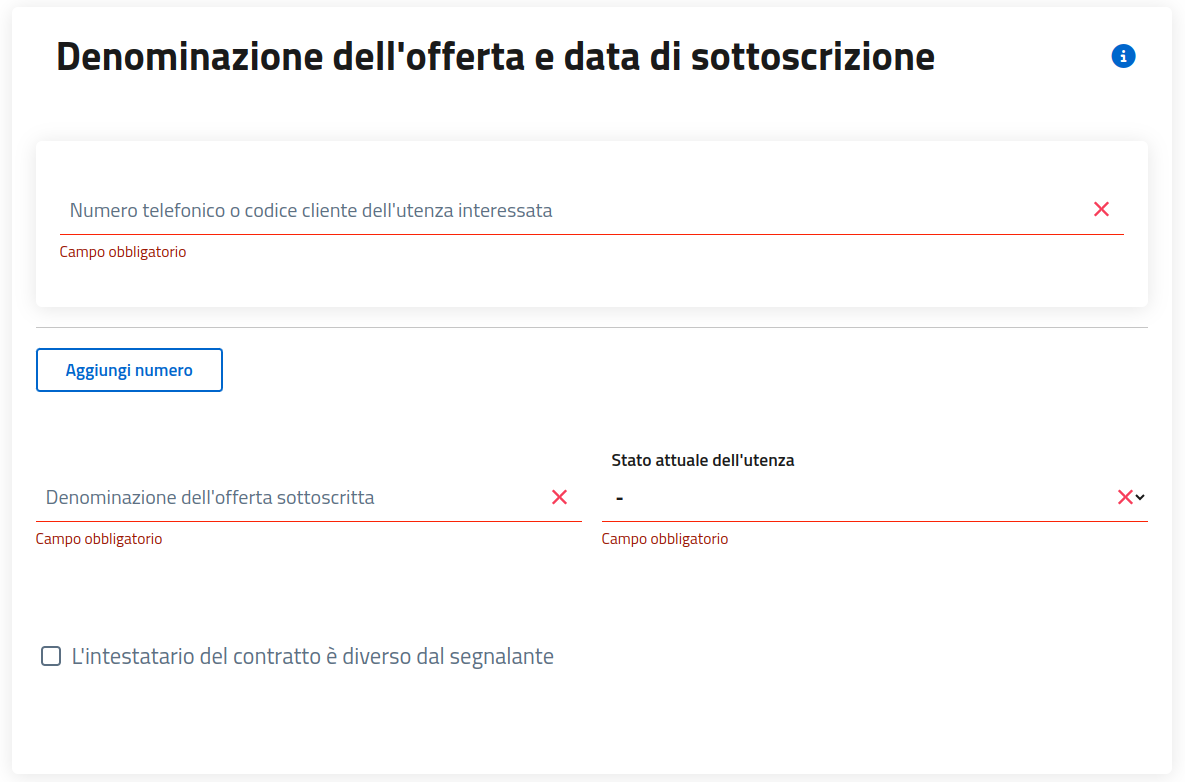 Denominazione dell'offerta e data di sottoscrizione
Numero telefonico o codice cliente dell'utenza interessata
Campo obbligatorio
Aggiungi numero
Stato attuale dell'utenza
Denominazione dell'offerta sottoscritta
-
Campo obbligatorio
Campo obbligatorio
L'intestatario del contratto è diverso dal segnalante